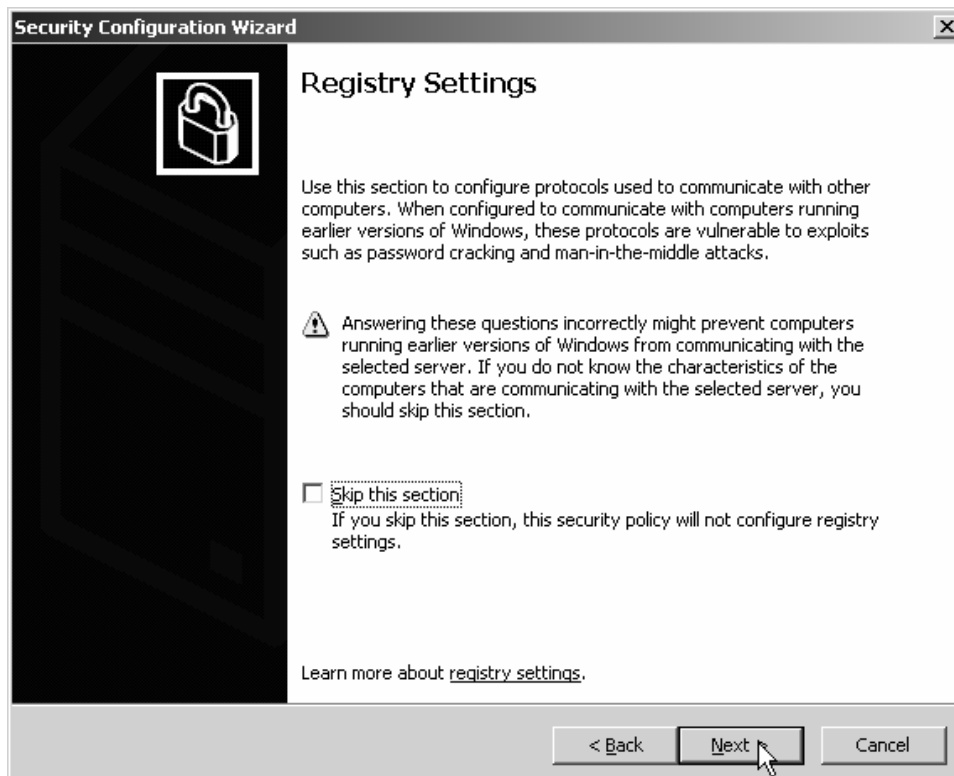 Security Configuration Wizard
Registry Settings
Use this section to configure protocols used to communicate with other
computers. When configured to communicate with computers running
earlier versions of Windows, these protocols are vulnerable to exploits
such as password cracking and man-in-the-middle attacks.
Answering these questions incorrectly might prevent computers
running earlier versions of Windows from communicating with the
selected server. If you do not know the characteristics of the
computers that are communicating with the selected server, you
should skip this section.
Skip this section
If you skip this section, this security policy will not configure registry
settings.
Learn more about registry settings.
< Back Next > Cancel